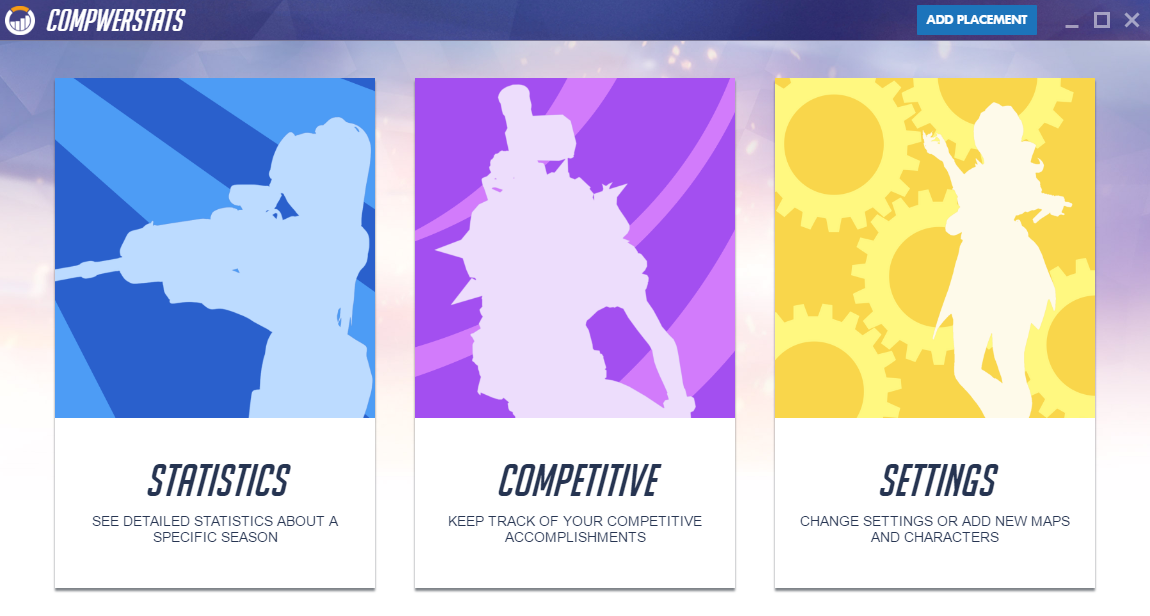 COMPWERSTATS
ADD PLACEMENT
STATISTICS
SEE DETAILED STATISTICS ABOUT A
SPECIFIC SEASON
COMPETITIVE
KEEP TRACK OF YOUR COMPETITIVE
ACCOMPLISHMENTS
SETTINGS
CHANGE SETTINGS OR ADD NEW MAPS
AND CHARACTERS